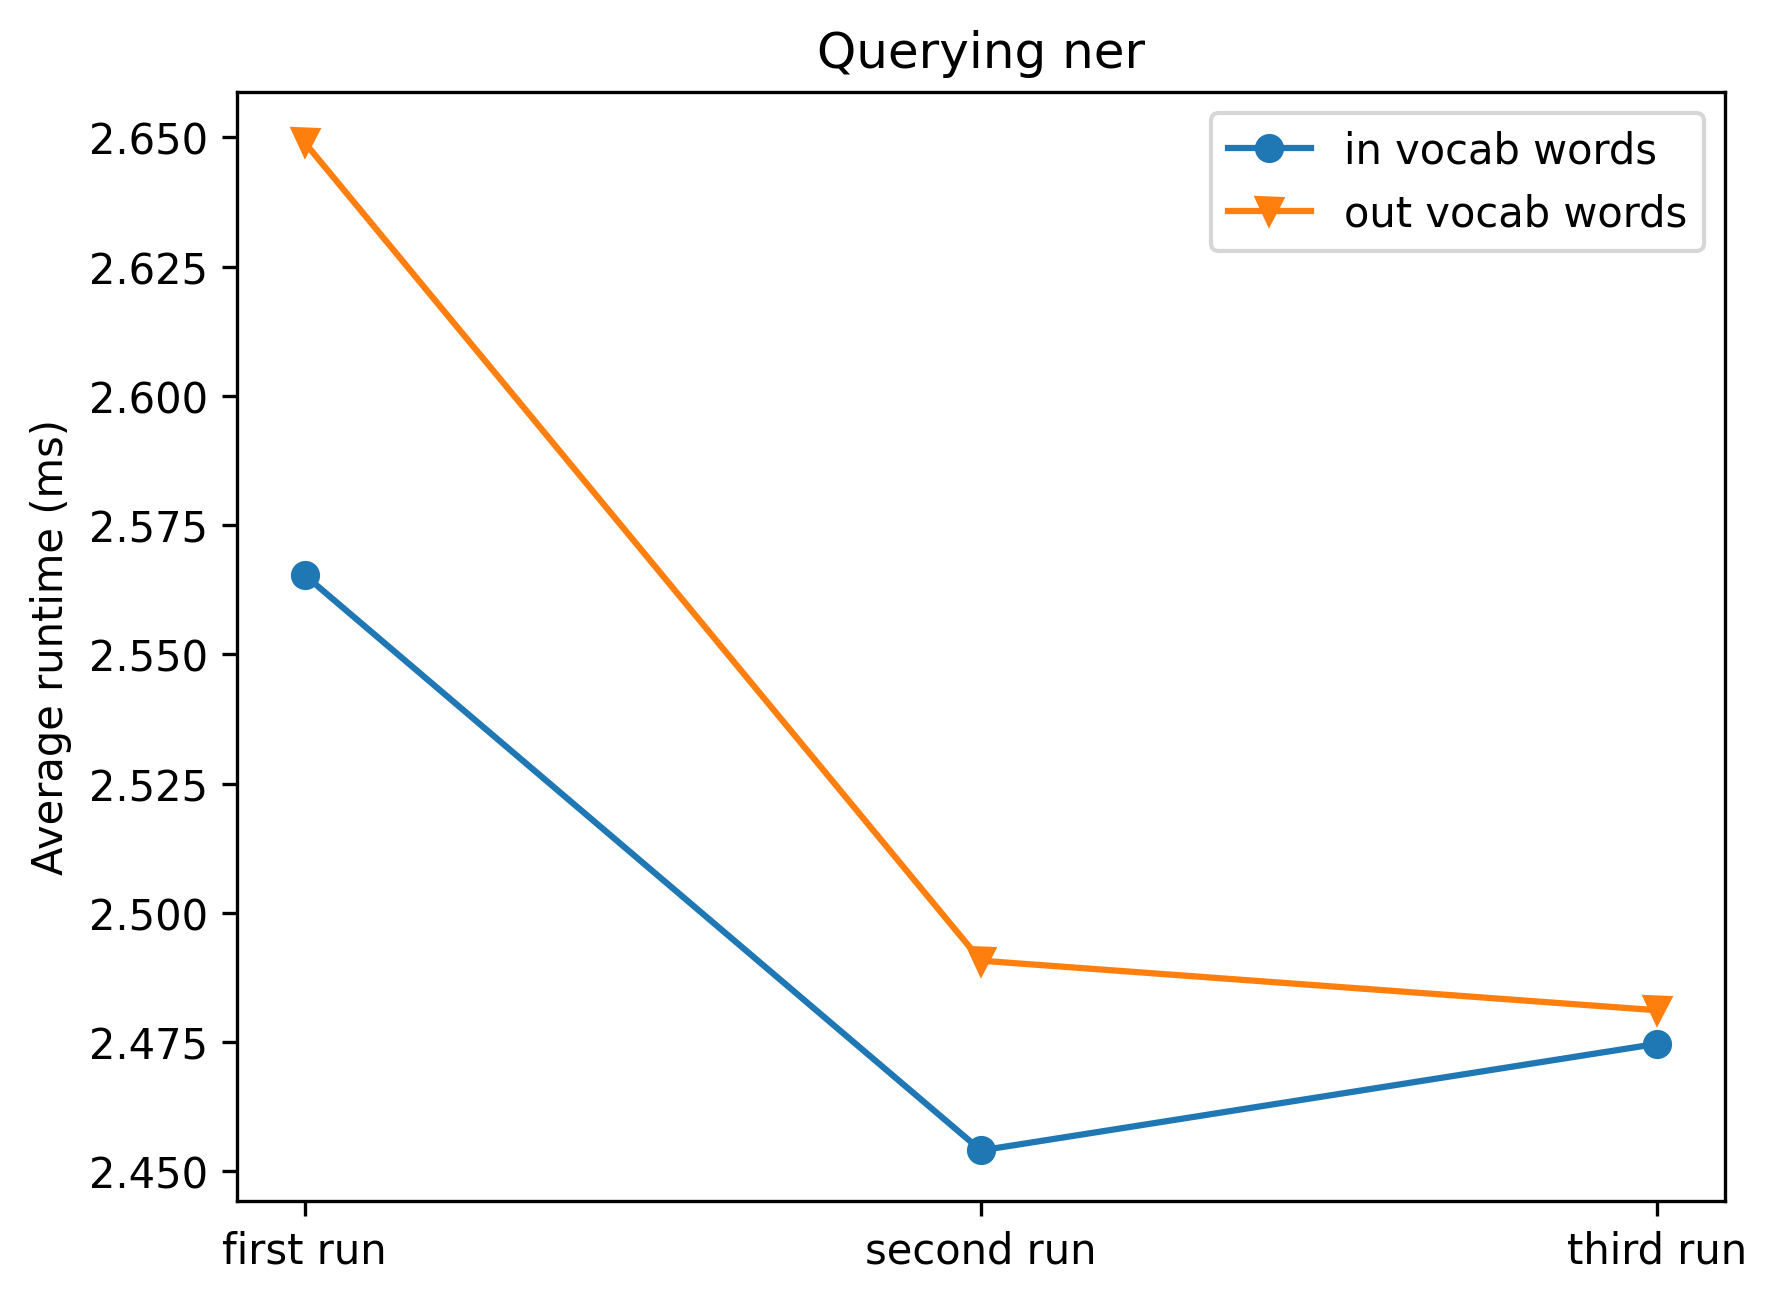 Querying ner
in vocab words
out vocab words
Average runtime (ms)
2.650
2.625
2.600
2.575
2.550
2.525
2.500
2.475
2.450
first run
second run
third run